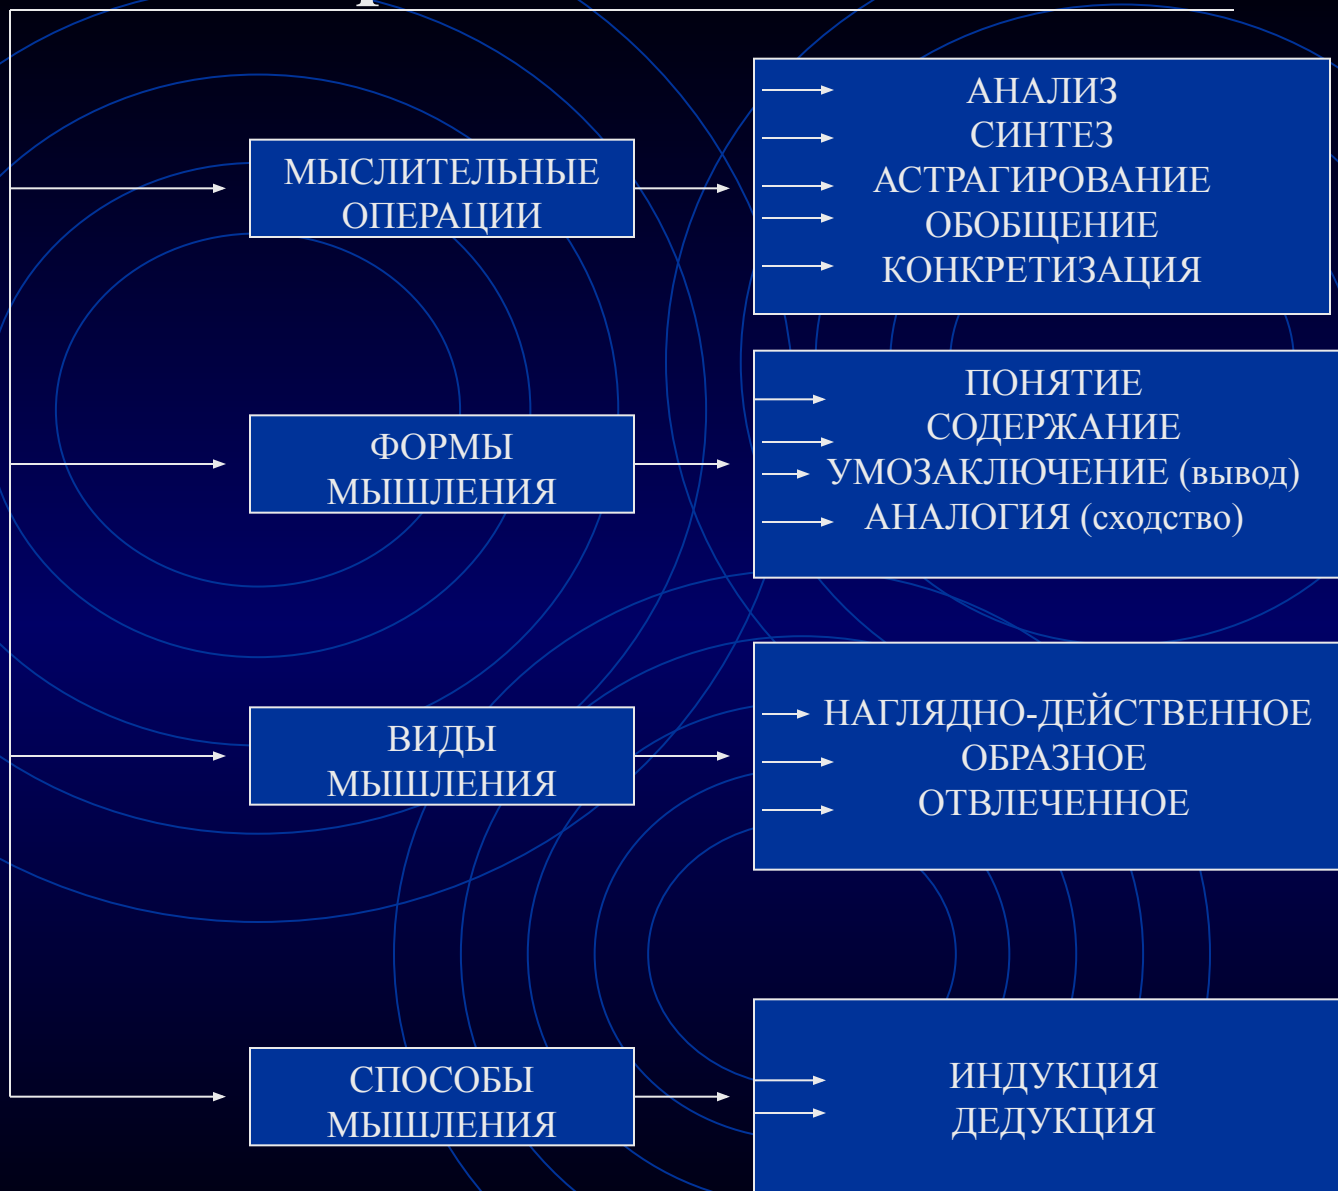 МЫСЛИТЕЛЬНЫЕ
ОПЕРАЦИИ
АНАЛИЗ
СИНТЕЗ
АСТРАГИРОВАНИЕ
ОБОБЩЕНИЕ
КОНКРЕТИЗАЦИЯ
ФОРМЫ
МЫШЛЕНИЯ
ПОНЯТИЕ
СОДЕРЖАНИЕ
УМОЗАКЛЮЧЕНИЕ (вывод)
АНАЛОГИЯ (сходство)
ВИДЫ
МЫШЛЕНИЯ
НАГЛЯДНО-ДЕЙСТВЕННОЕ
ОБРАЗНОЕ
ОТВЛЕЧЕННОЕ
СПОСОБЫ
МЫШЛЕНИЯ
ИНДУКЦИЯ
ДЕДУКЦИЯ